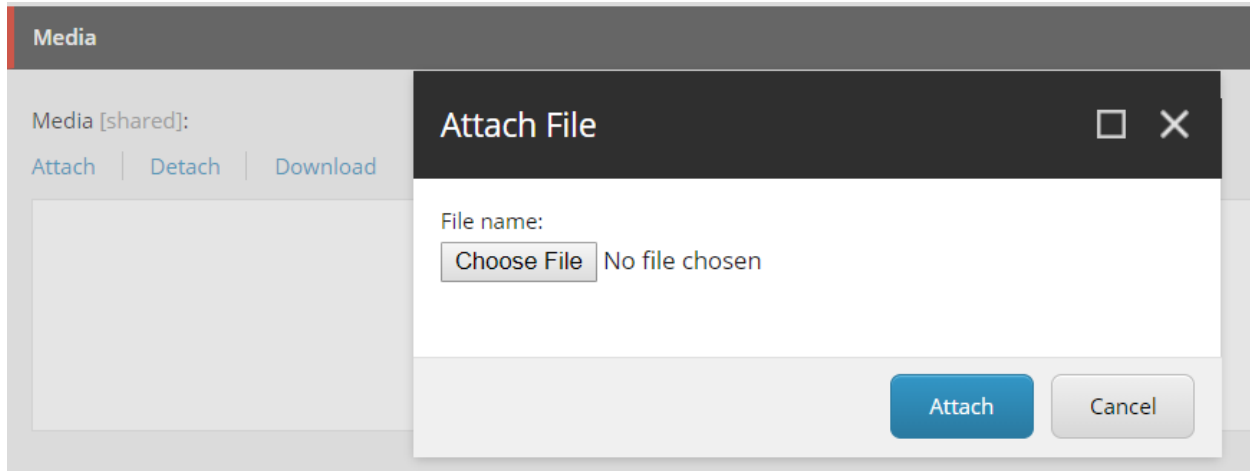 Media
Media [shared]:
Attach Detach Download
Attach File
File name:
Choose File No file chosen
Attach Cancel